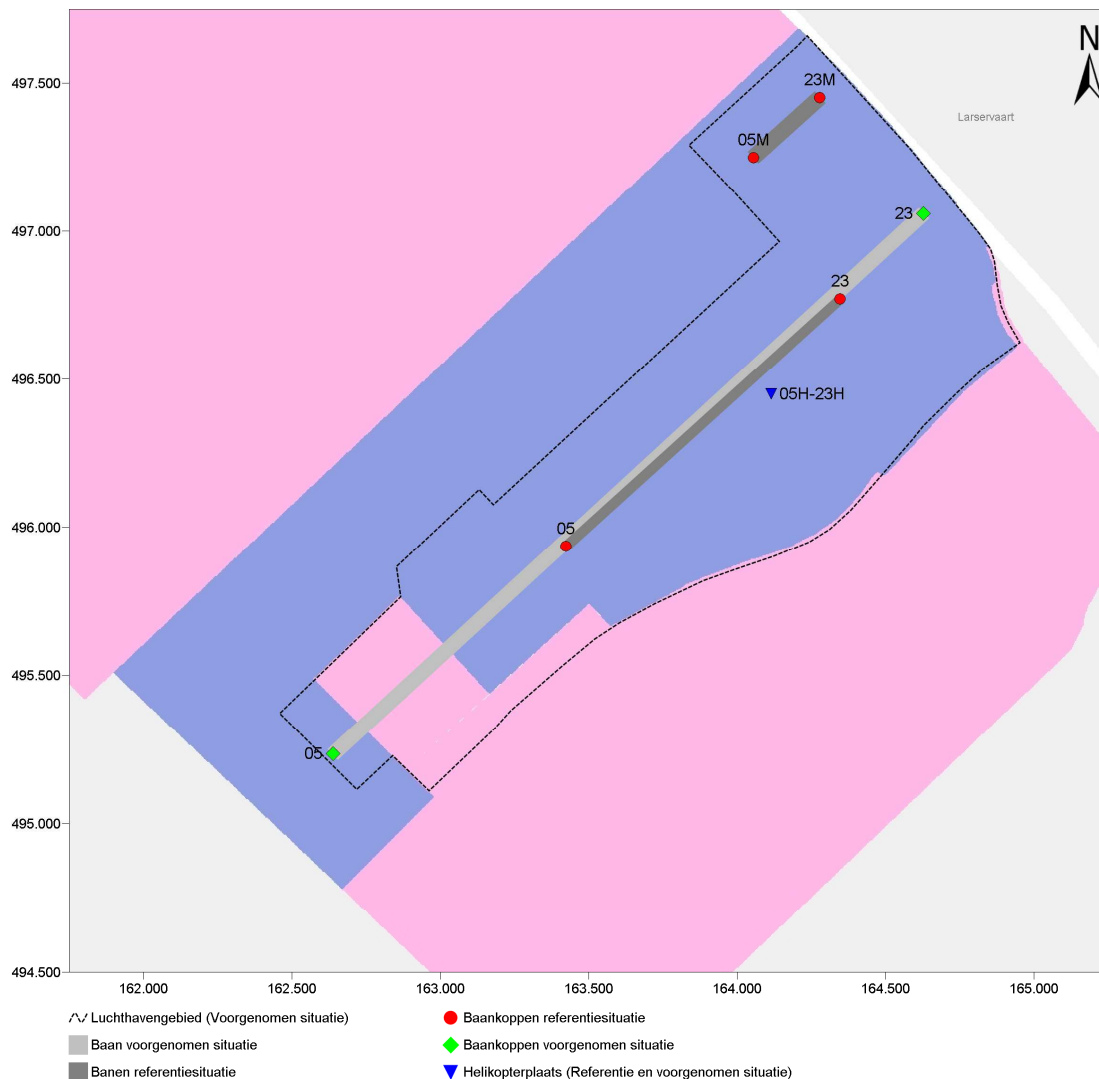 N
497.500
23M
Larservaart
05M
497.000
23
23
496.500
05H-23H
496.000
05
495.500
05
495.000
494.500
162.000 162.500 163.000 163.500 164.000 164.500 165.000
Luchthavengebied (Voorgenomen situatie)
Baankoppen referentiesituatie
Baan voorgenomen situatie
Baankoppen voorgenomen situatie
Banen referentiesituatie
Helikopterplaats (Referentie en voorgenomen situatie)